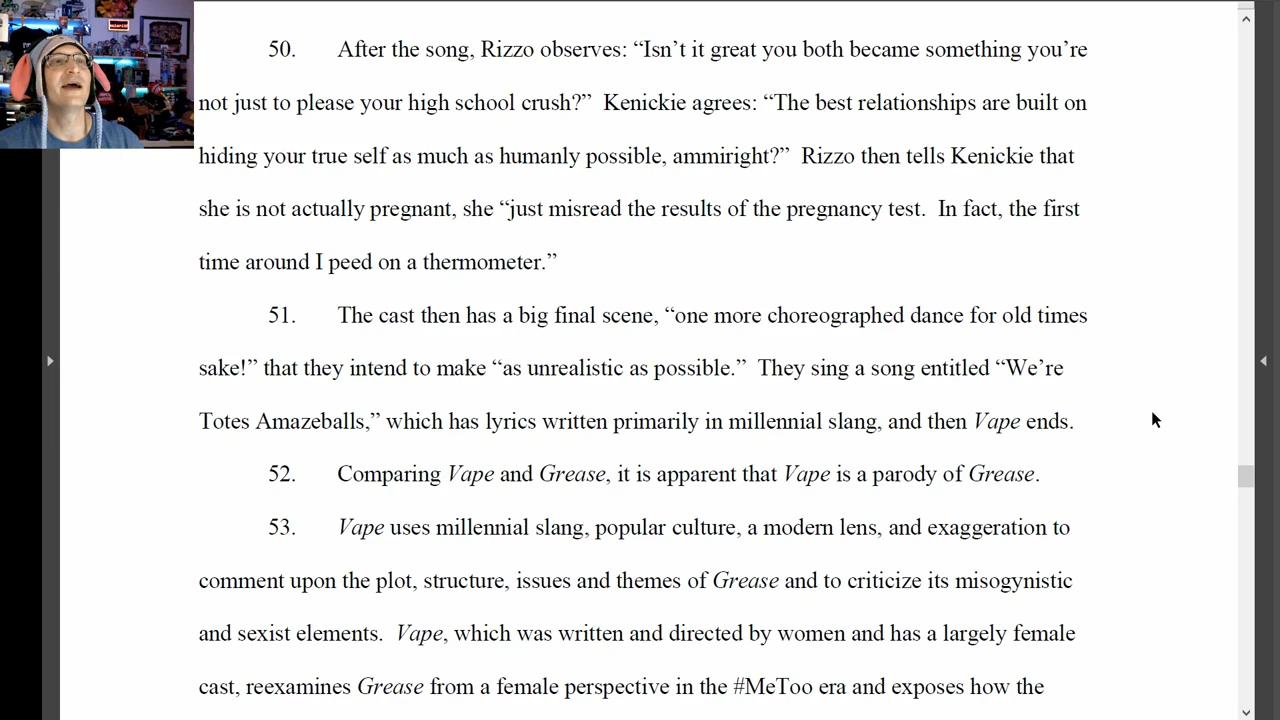 50. After the song, Rizzo observes: “Isn’t it great you both became something you’re
not just to please your high school crush?” Kenickie agrees: “The best relationships are built on
hiding your true self as much as humanly possible, ammiright?” Rizzo then tells Kenickie that
she is not actually pregnant, she “just misread the results of the pregnancy test. In fact, the first
time around I peed on a thermometer.”
51. The cast then has a big final scene, “one more choreographed dance for old times
sake!” that they intend to make “as unrealistic as possible.” They sing a song entitled “We’re
Totes Amazeballs,” which has lyrics written primarily in millennial slang, and then Vape ends.
52. Comparing Vape and Grease, it is apparent that Vape is a parody of Grease.
53. Vape uses millennial slang, popular culture, a modern lens, and exaggeration to
comment upon the plot, structure, issues and themes of Grease and to criticize its misogynistic
and sexist elements. Vape, which was written and directed by women and has a largely female
cast, reexamines Grease from a female perspective in the #MeToo era and exposes how the